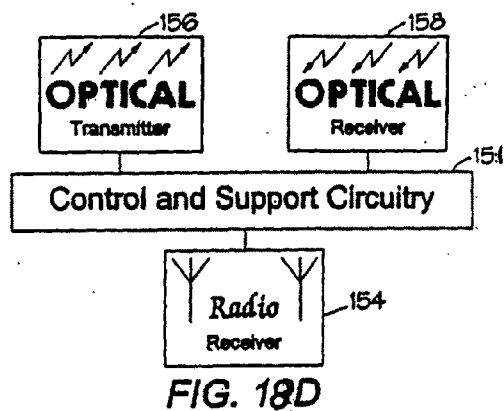 156
158
OPTICAL
Transmitter
OPTICAL
Receiver
Control and Support Circuitry
Radio
Receiver
154
FIG. 18D